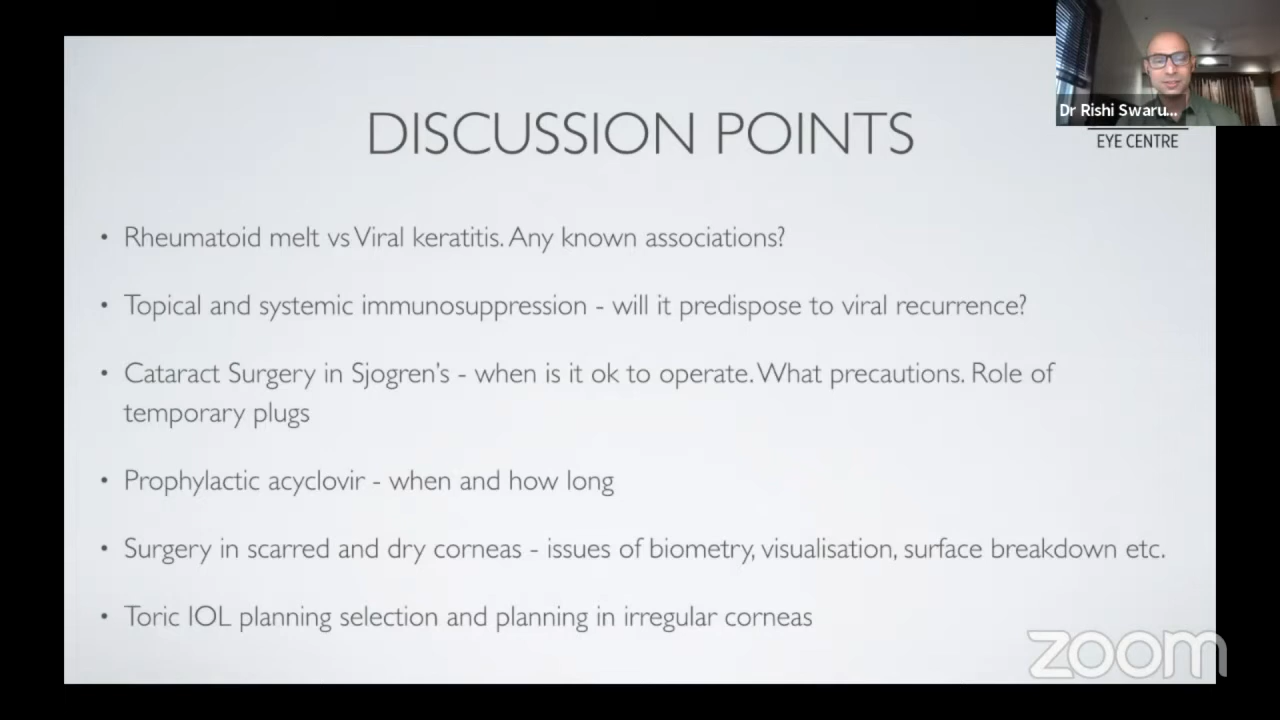 Dr Rishi Swaru...
EYE CENTRE
DISCUSSION POINTS
• Rheumatoid melt vs Viral keratitis. Any known associations?
• Topical and systemic immunosuppression - will it predispose to viral recurrence?
• Cataract Surgery in Sjogren's - when is it ok to operate. What precautions. Role of
temporary plugs
• Prophylactic acyclovir - when and how long
• Surgery in scarred and dry corneas - issues of biometry, visualisation, surface breakdown etc.
• Toric IOL planning selection and planning in irregular corneas
zoom